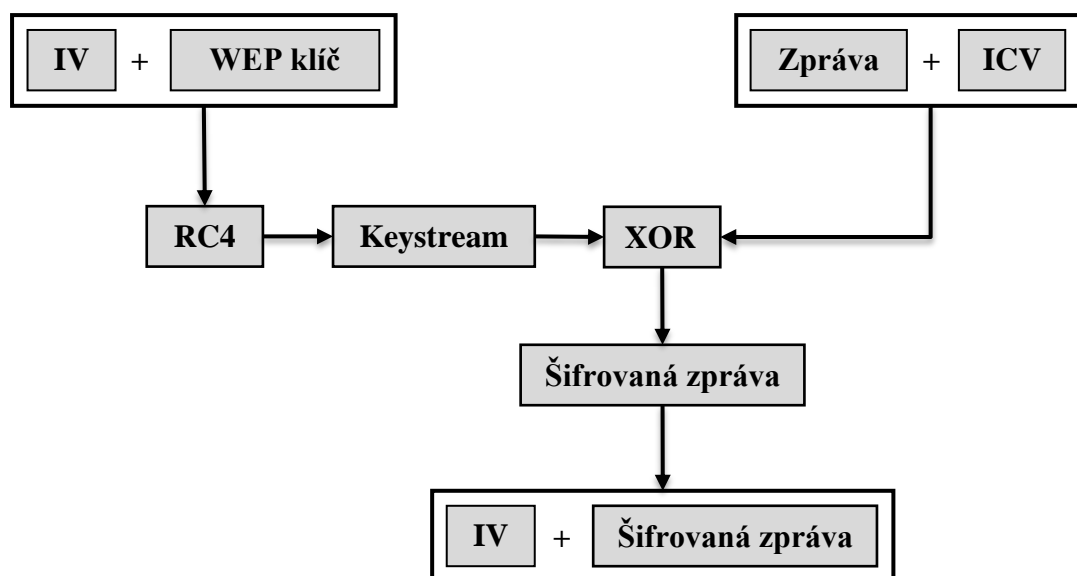 IV + WEP klíč
Zpráva + ICV
RC4
Keystream
XOR
Šifrovaná zpráva
IV + Šifrovaná zpráva